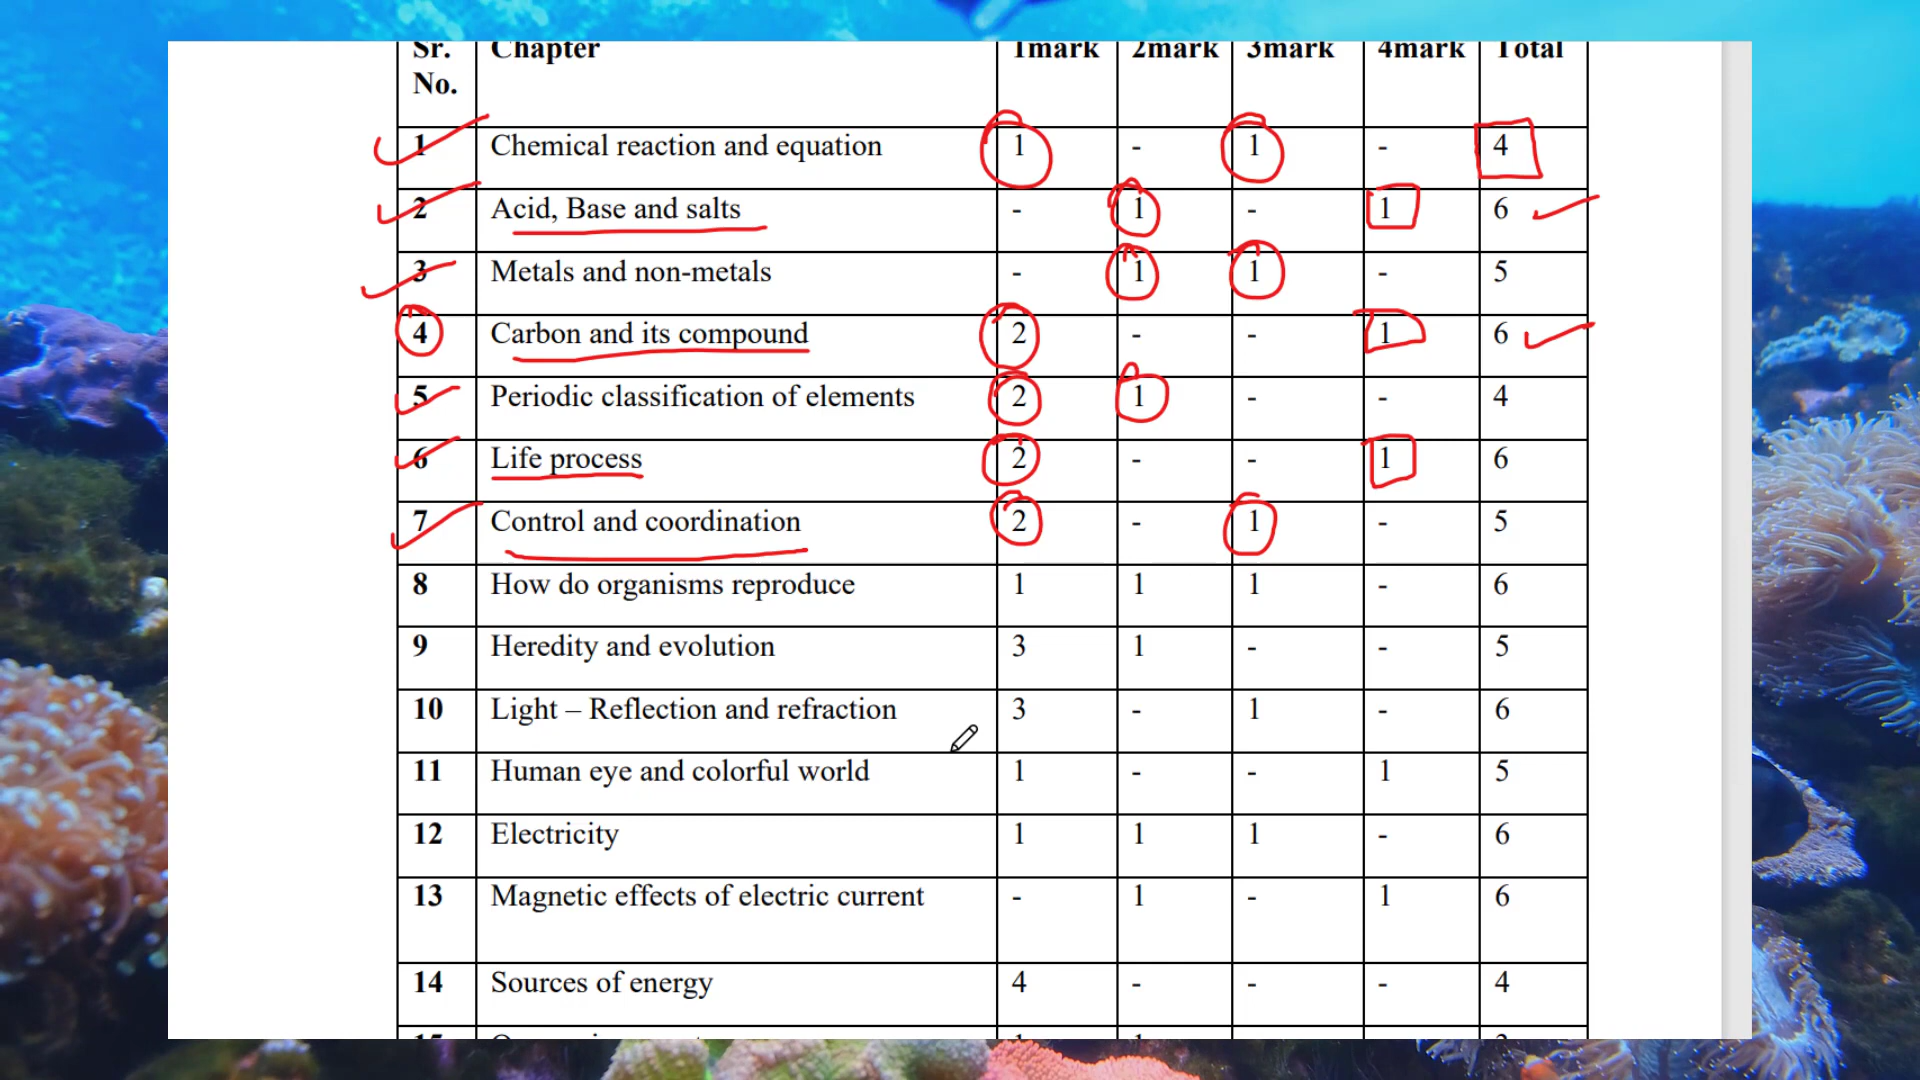 Sr. Chapter 1mark 2mark 3mark 4mark Total
No.
1 Chemical reaction and equation 1 - 1 - 4
2 Acid, Base and salts - 1 - 1 6
3 Metals and non-metals - 1 1 - 5
4 Carbon and its compound 2 - - 1 6
5 Periodic classification of elements 2 1 - - 4
6 Life process 2 - - 1 6
7 Control and coordination 2 - 1 - 5
8 How do organisms reproduce 1 1 1 - 6
9 Heredity and evolution 3 1 - - 5
10 Light – Reflection and refraction 3 - 1 - 6
11 Human eye and colorful world 1 - - 1 5
12 Electricity 1 1 1 - 6
13 Magnetic effects of electric current - 1 - 1 6
14 Sources of energy 4 - - - 4